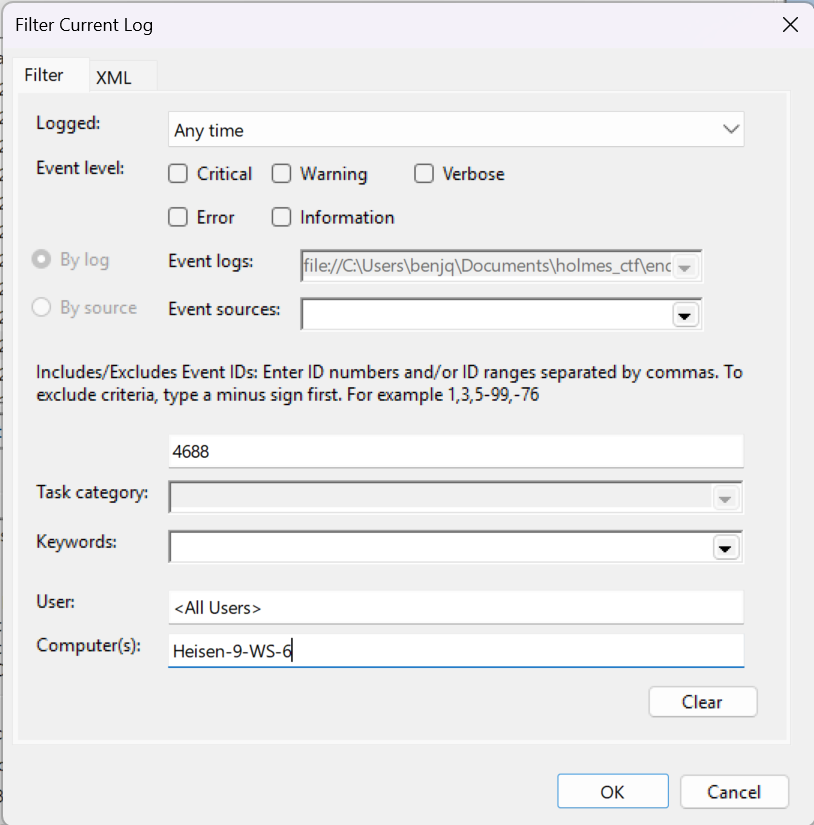 Filter Current Log
Filter
XML
Logged:
Any time
Event level:
Critical
Warning
Verbose
Error
Information
By log
Event logs:
file://C:\Users\benjq\Documents\holmes_ctf\enc
By source
Event sources:
Includes/Excludes Event IDs: Enter ID numbers and/or ID ranges separated by commas. To
exclude criteria, type a minus sign first. For example 1,3,5-99,-76
4688
Task category:
Keywords:
User:
<All Users>
Computer(s):
Heisen-9-WS-6
Clear
OK
Cancel